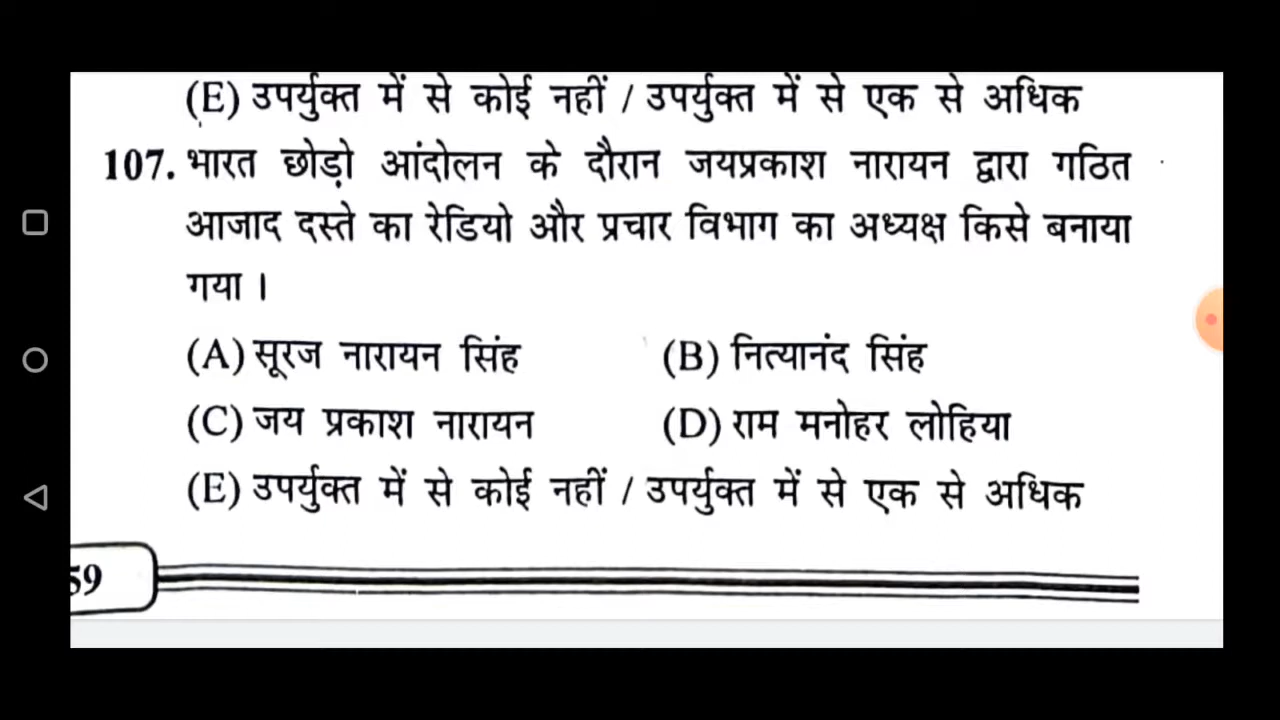 (E) उपर्युक्त में से कोई नहीं / उपर्युक्त में से एक से अधिक
107. भारत छोड़ो आंदोलन के दौरान जयप्रकाश नारायन द्वारा गठित
आजाद दस्ते का रेडियो और प्रचार विभाग का अध्यक्ष किसे बनाया
गया ।
(A) सूरज नारायन सिंह (B) नित्यानंद सिंह
(C) जय प्रकाश नारायन (D) राम मनोहर लोहिया
(E) उपर्युक्त में से कोई नहीं / उपर्युक्त में से एक से अधिक
59